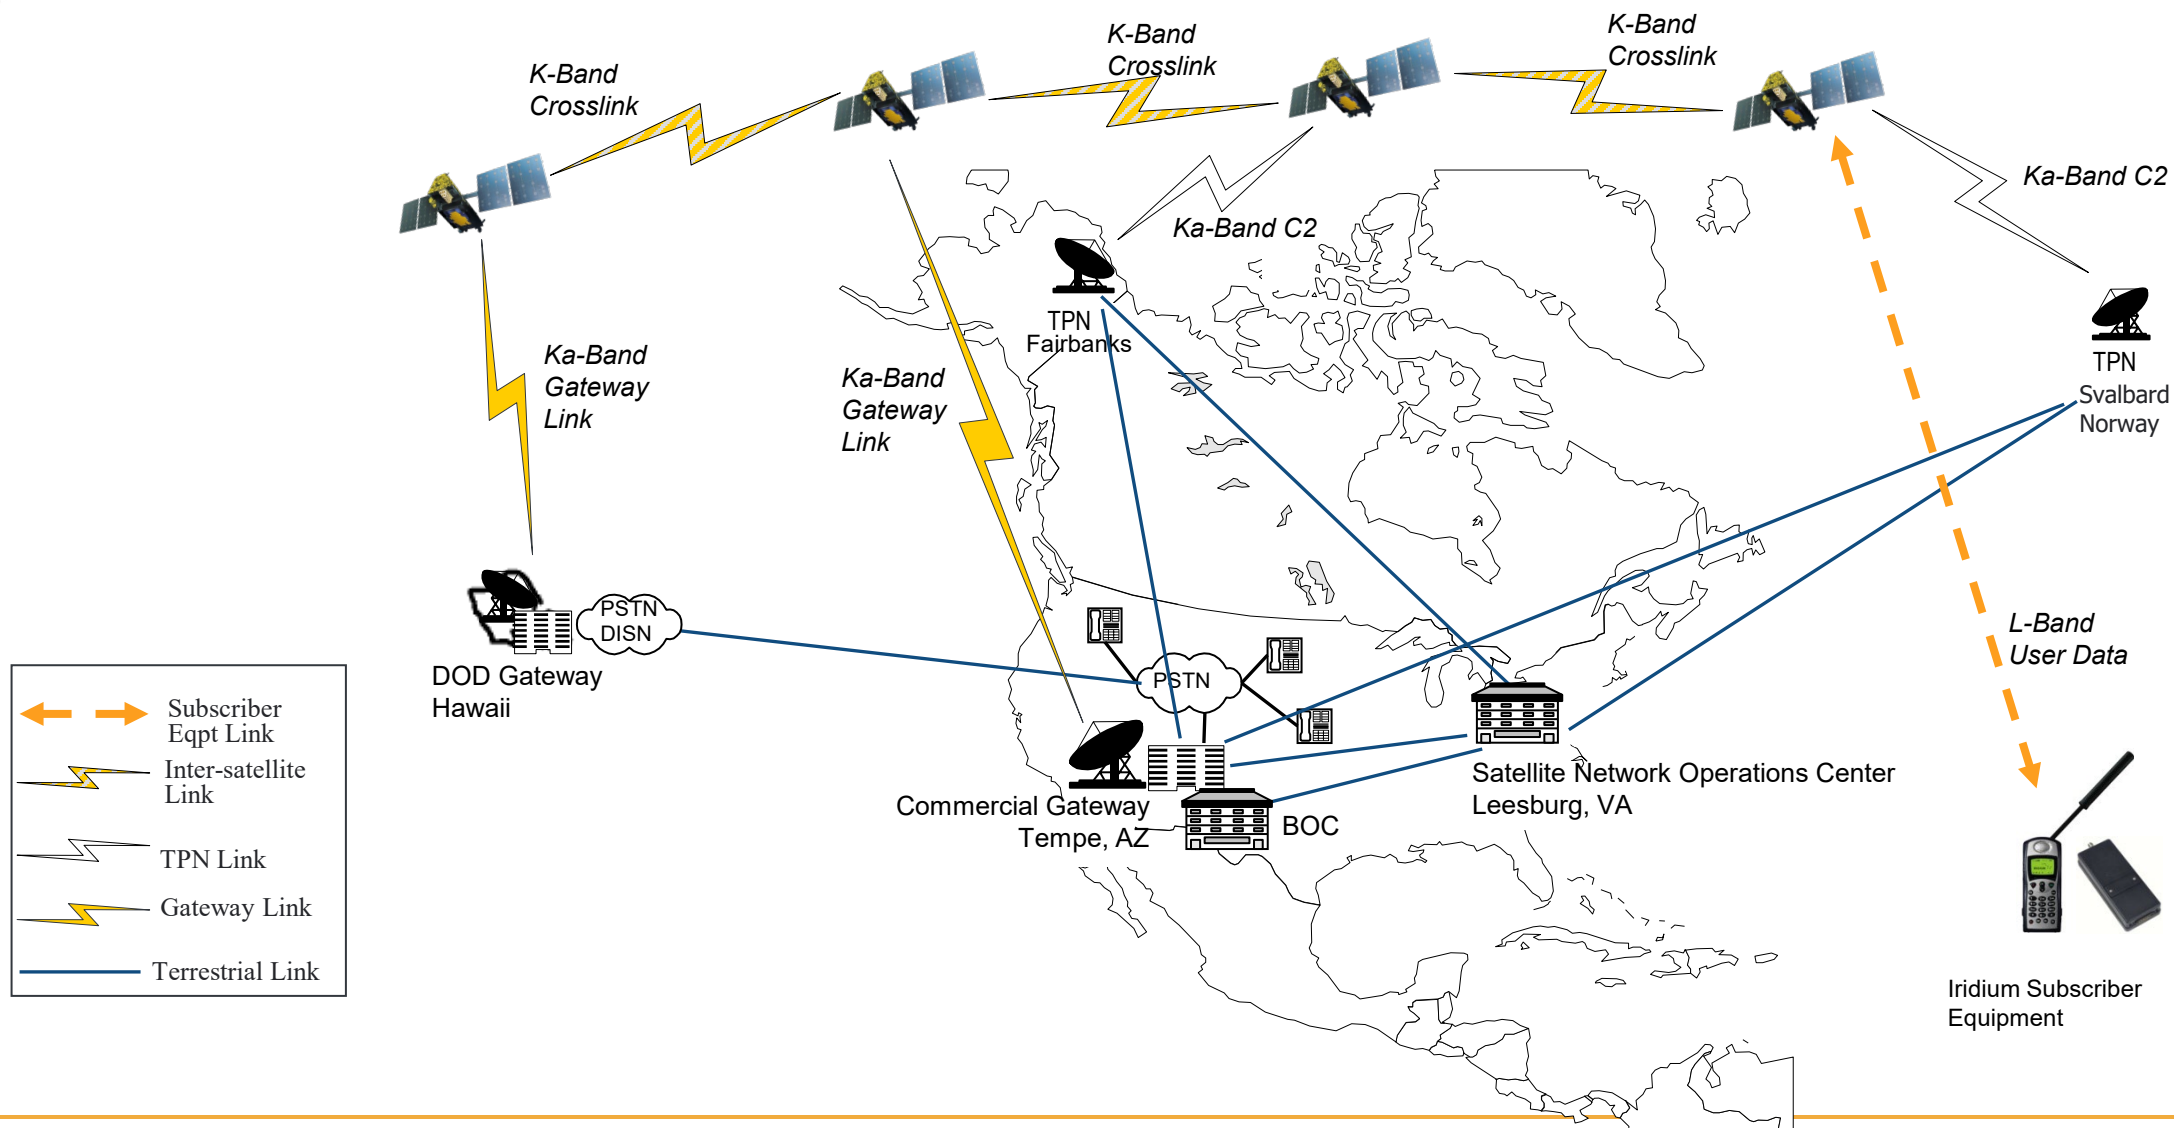 K-Band
Crosslink
K-Band
Crosslink
K-Band
Crosslink
Ka-Band C2
Ka-Band C2
TPN
Fairbanks
TPN
Svalbard
Norway
Ka-Band
Gateway
Link
Ka-Band
Gateway
Link
PSTN
DISN
DOD Gateway
Hawaii
PSTN
L-Band
User Data
Satellite Network Operations Center
Leesburg, VA
Commercial Gateway
Tempe, AZ
BOC
Subscriber
Eqpt Link
Inter-satellite
Link
TPN Link
Gateway Link
Terrestrial Link
Iridium Subscriber
Equipment